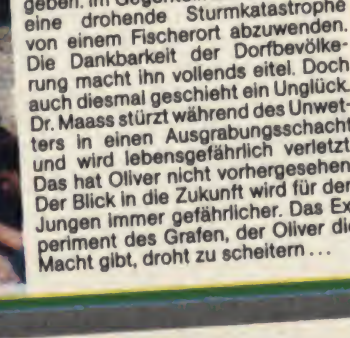 geben. Im
eine drohende Sturmkatastrophe
von einem Fischerort abzuwenden.
Die Dankbarkeit der Dorfbevölke-
rung macht ihn vollends eitel. Doch
auch diesmal geschieht ein Unglück.
Dr. Maass stürzt während des Unwet-
ters in einen Ausgrabungsschacht
und wird lebensgefährlich verletzt.
Das hat Oliver nicht vorhergesehen
Der Blick in die Zukunft wird für den
Jungen immer gefährlicher. Das Ex
periment des Grafen, der Oliver die
Macht gibt, droht zu scheitern ...